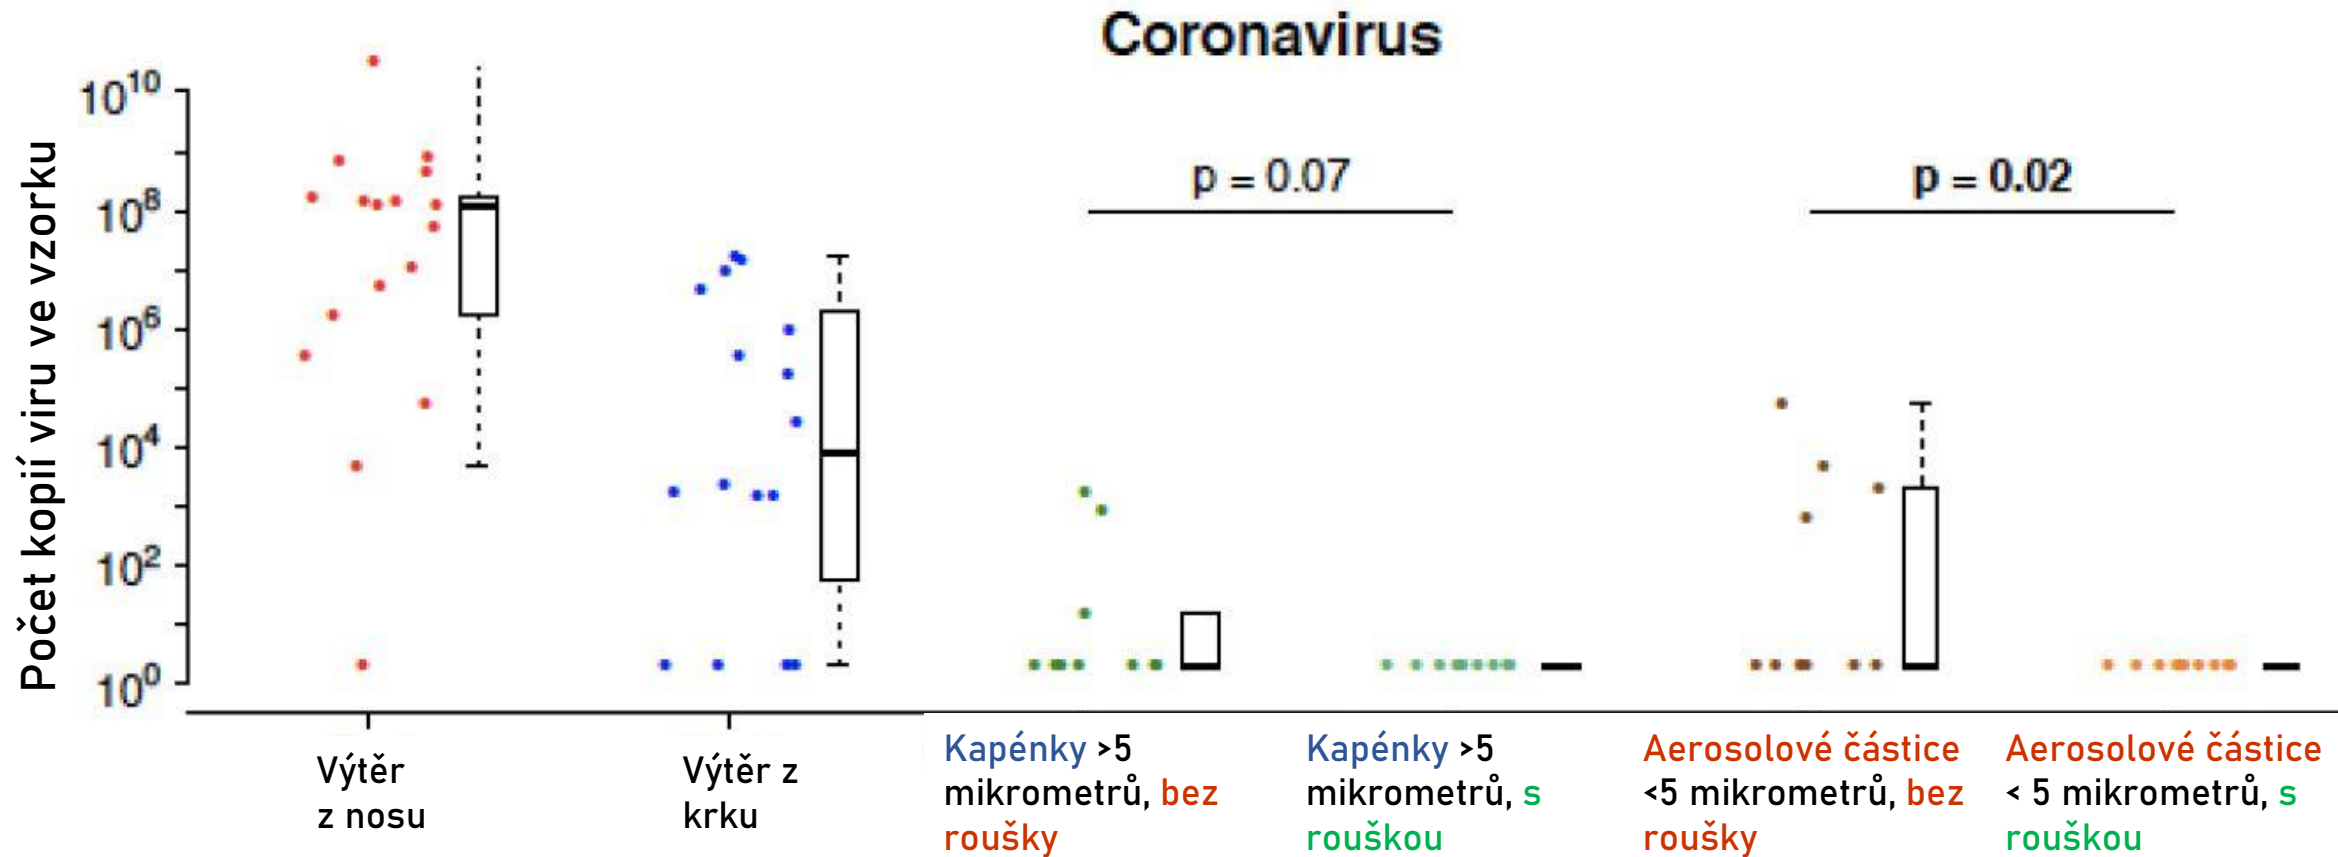 Coronavirus
Počet kopií viru ve vzorku
10¹⁰
10⁸
10⁶
10⁴
10²
10⁰
p = 0.07
p = 0.02
Výtěr
z nosu
Výtěr z
krku
Kapénky >5
mikrometrů, bez
roušky
Kapénky >5
mikrometrů, s
rouškou
Aerosolové částice
<5 mikrometrů, bez
roušky
Aerosolové částice
< 5 mikrometrů, s
rouškou